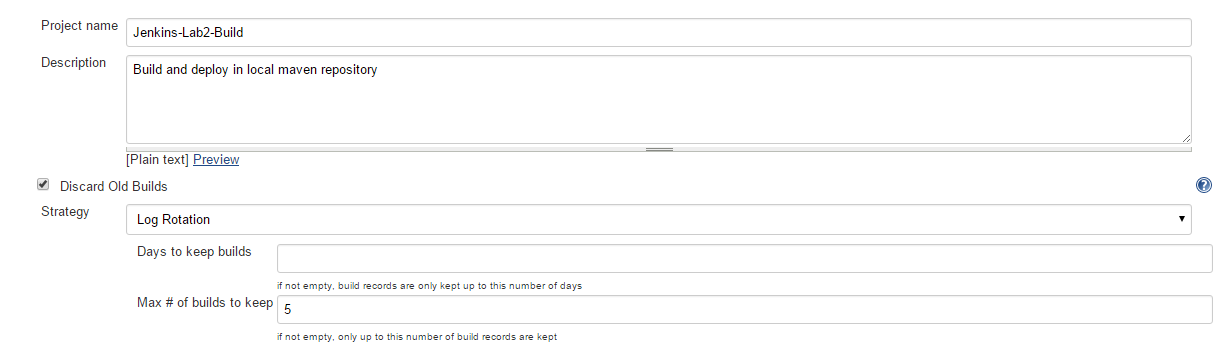 Project name Jenkins-Lab2-Build
Description Build and deploy in local maven repository
[Plain text] Preview
Discard Old Builds ?
Strategy Log Rotation
Days to keep builds
if not empty, build records are only kept up to this number of days
Max # of builds to keep 5
if not empty, only up to this number of build records are kept